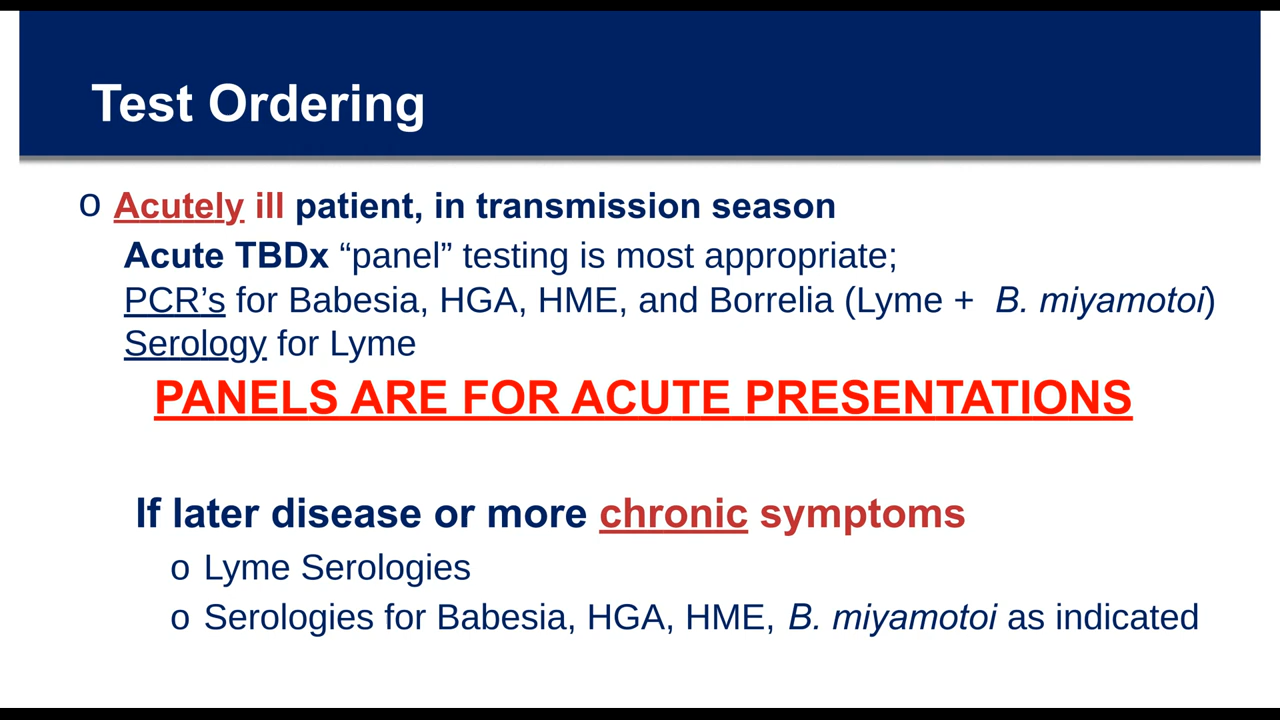 Test Ordering
o Acutely ill patient, in transmission season
Acute TBDx “panel” testing is most appropriate;
PCR’s for Babesia, HGA, HME, and Borrelia (Lyme + B. miyamotoi)
Serology for Lyme
PANELS ARE FOR ACUTE PRESENTATIONS
If later disease or more chronic symptoms
o Lyme Serologies
o Serologies for Babesia, HGA, HME, B. miyamotoi as indicated